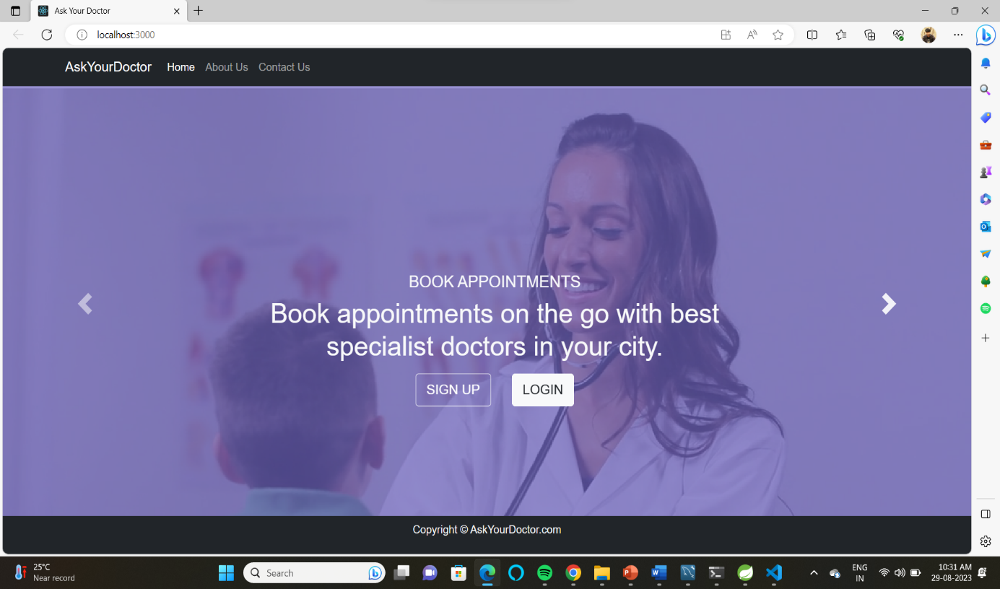 Ask Your Doctor
localhost:3000
AskYourDoctor Home About Us Contact Us
BOOK APPOINTMENTS
Book appointments on the go with best
specialist doctors in your city.
SIGN UP LOGIN
Copyright © AskYourDoctor.com
25°C
Near record
Search
ENG
IN
10:31 AM
29-08-2023